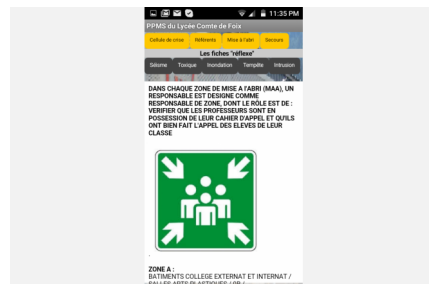 11:35 PM
PPMS du Lycée Comte de Foix
Cellule de crise Référents Mise à l'abri Secours
Les fiches "réflexe"
Séisme Toxique Inondation Tempête Intrusion
DANS CHAQUE ZONE DE MISE A l'ABRI (MAA), UN
RESPONSABLE EST DESIGNE COMME
RESPONSABLE DE ZONE, DONT LE RÔLE EST DE :
VERIFIER QUE LES PROFESSEURS SONT EN
POSSESSION DE LEUR CAHIER D'APPEL ET QU'ILS
ONT BIEN FAIT L'APPEL DES ELEVES DE LEUR
CLASSE
ZONE A :
BATIMENTS COLLEGE EXTERNAT ET INTERNAT /
SALLES ARTS PLASTIQUES /